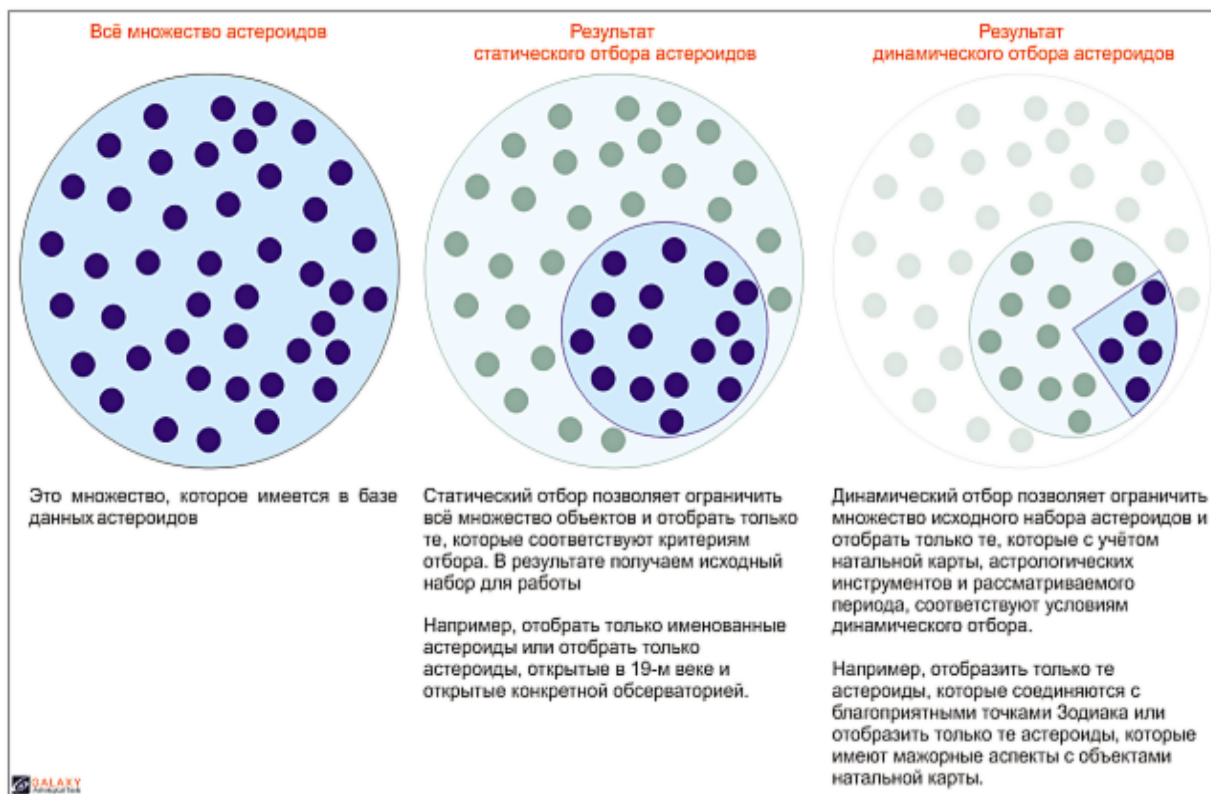 Всё множество астероидов
Это множество, которое имеется в базе
данных астероидов
Результат
статического отбора астероидов
Статический отбор позволяет ограничить
всё множество объектов и отобрать только
те, которые соответствуют критериям
отбора. В результате получаем исходный
набор для работы
Например, отобрать только именованные
астероиды или отобрать только
астероиды, открытые в 19-м веке и
открытые конкретной обсерваторией.
Результат
динамического отбора астероидов
Динамический отбор позволяет ограничить
множество исходного набора астероидов и
отобрать только те, которые с учётом
натальной карты, астрологических
инструментов и рассматриваемого
периода, соответствуют условиям
динамического отбора.
Например, отобразить только те
астероиды, которые соединяются с
благоприятными точками Зодиака или
отобразить только те астероиды, которые
имеют мажорные аспекты с объектами
натальной карты.
GALAXY
Astrological Tools